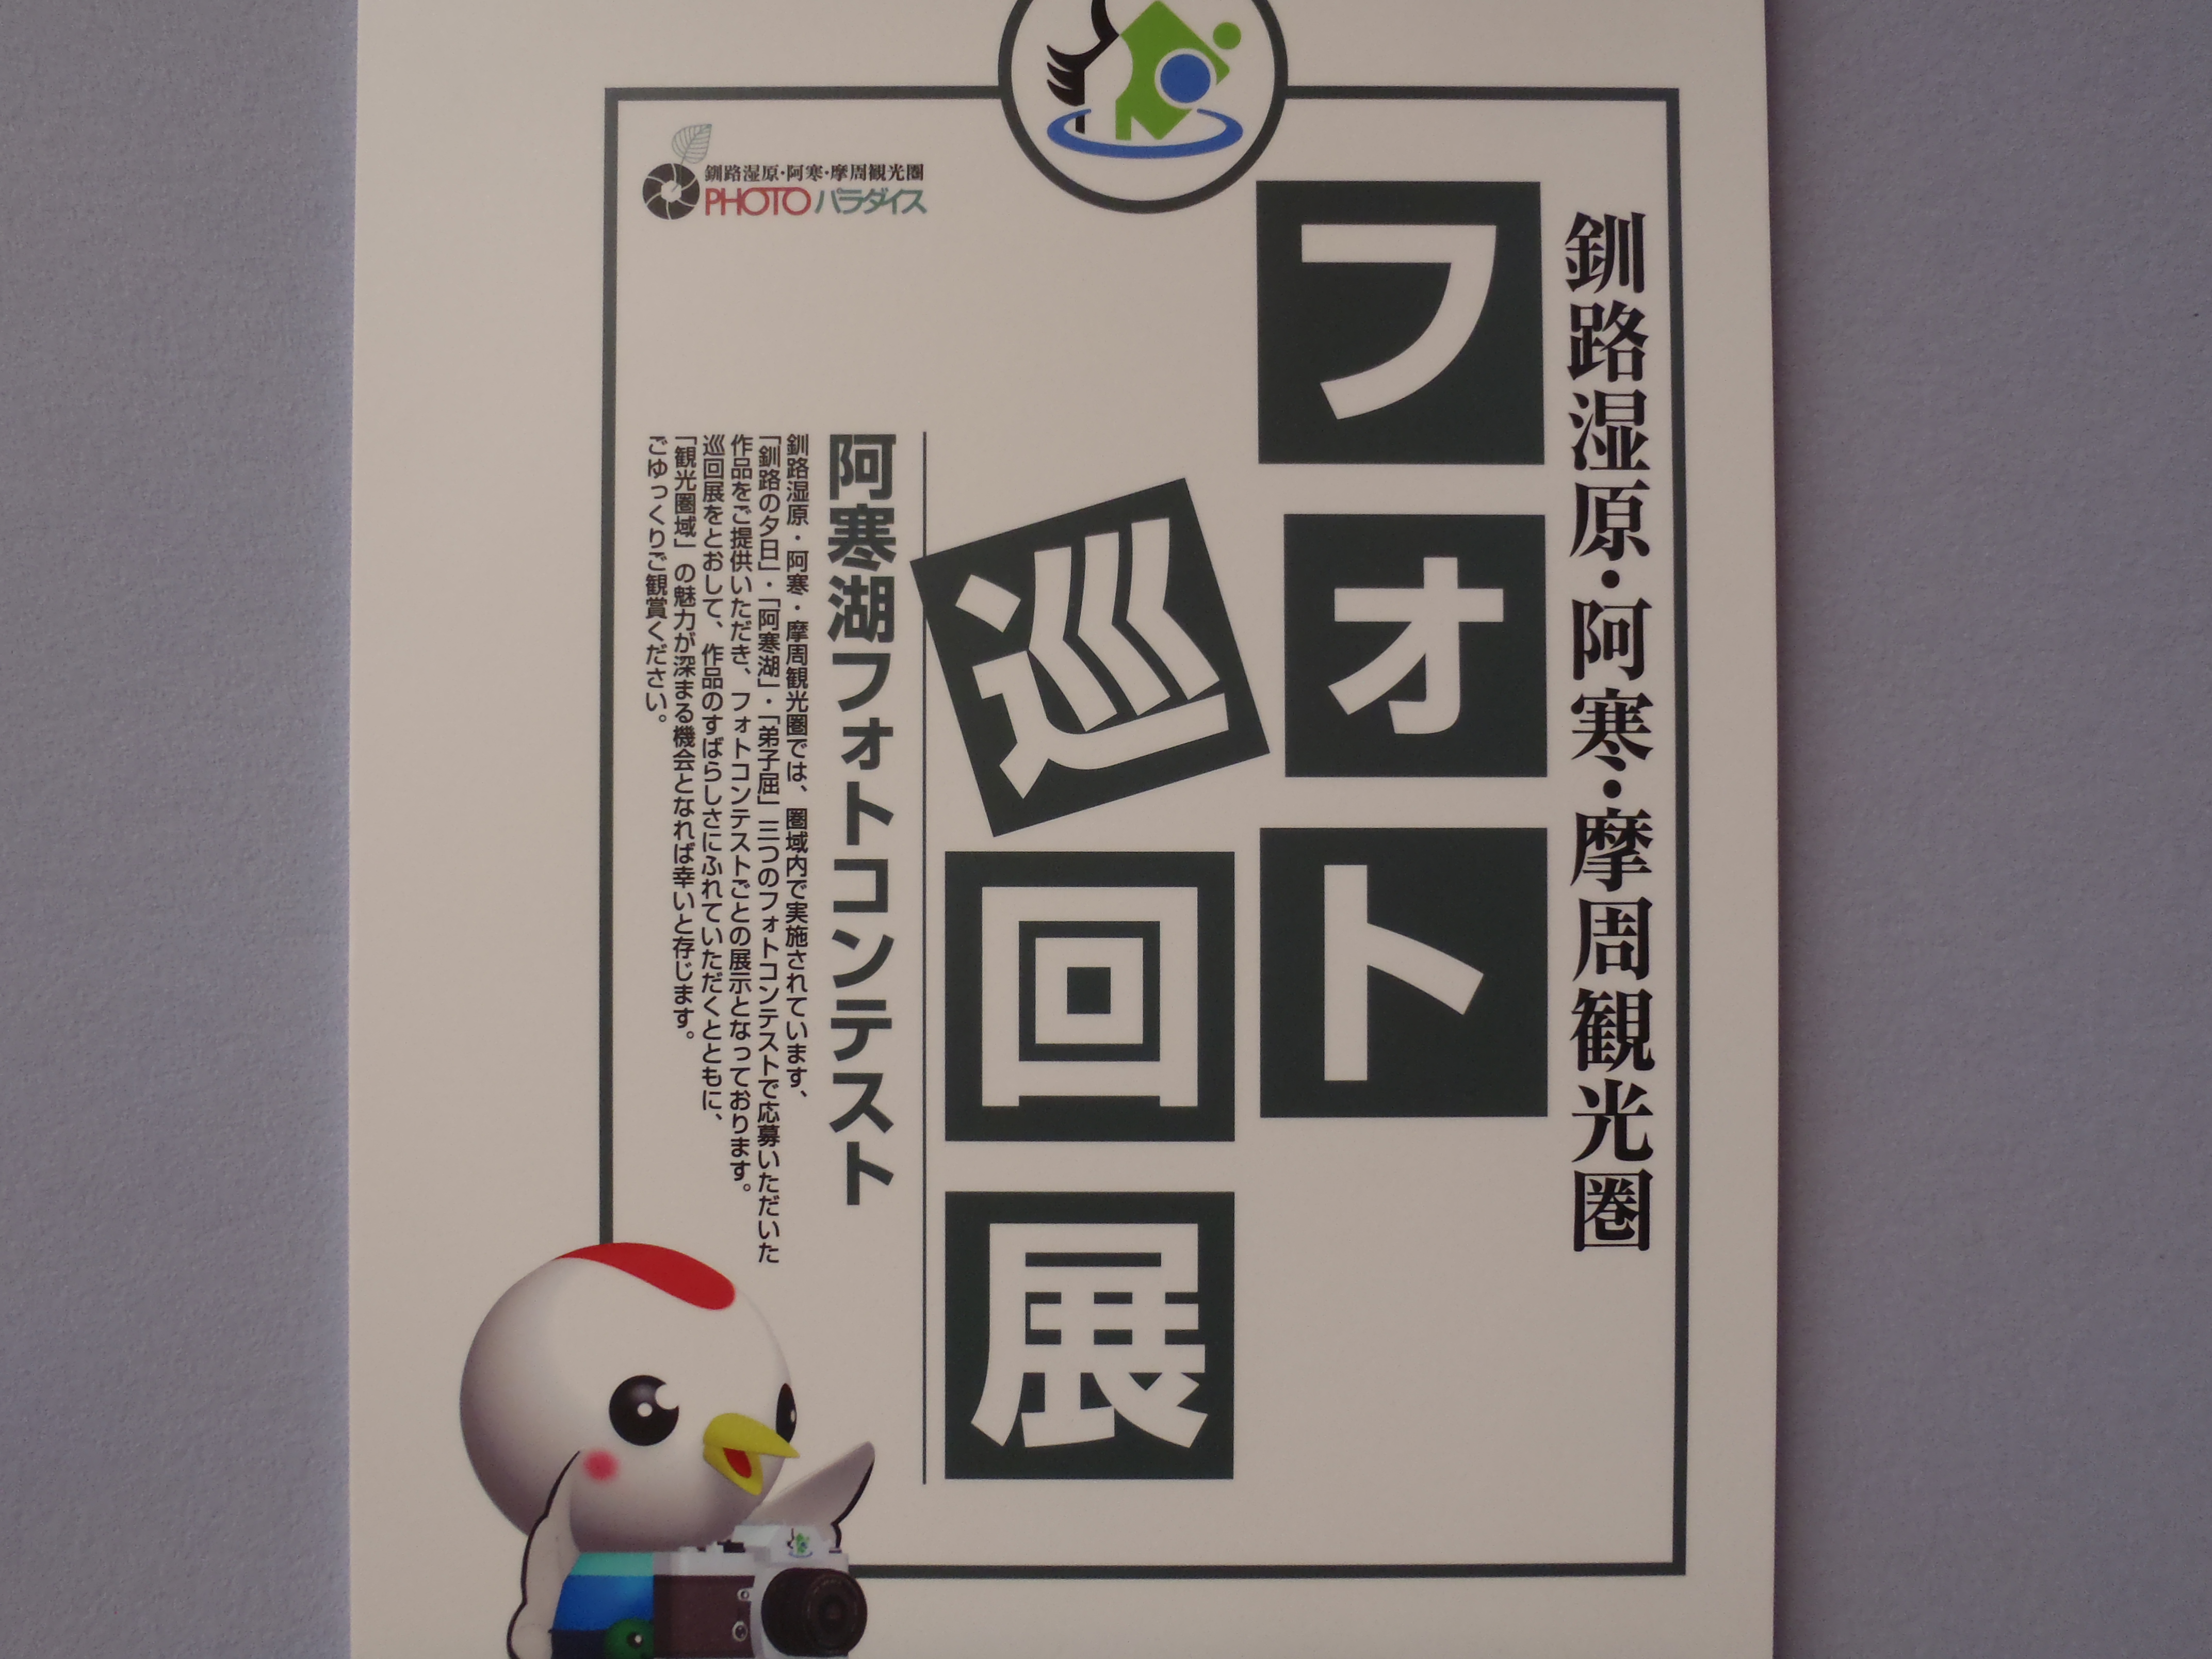 釧路湿原・阿寒・摩周観光圏
フォト
巡回展
阿寒湖フォトコンテスト
釧路湿原・阿寒・摩周観光圏では、圏域内で実施されています、
「釧路の夕日」・「阿寒湖」・「弟子屈」三つのフォトコンテストで応募いただいた
作品をご提供いただき、フォトコンテストごとの展示となっております。
巡回展をとおして、作品のすばらしさにふれていただくとともに、
「観光圏域」の魅力が深まる機会となれば幸いと存じます。
ごゆっくりご観賞ください。
釧路湿原・阿寒・摩周観光圏
PHOTOパラダイス